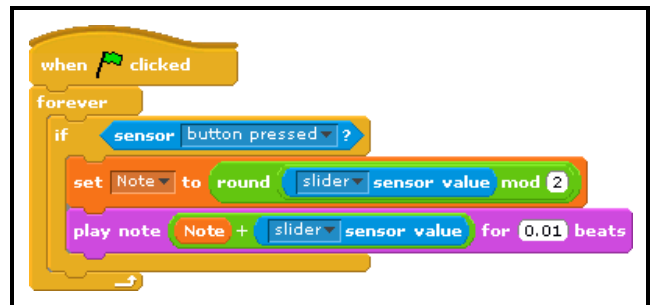 when clicked
forever
if sensor button pressed ?
set Note to round slider sensor value mod 2
play note Note + slider sensor value for 0.01 beats